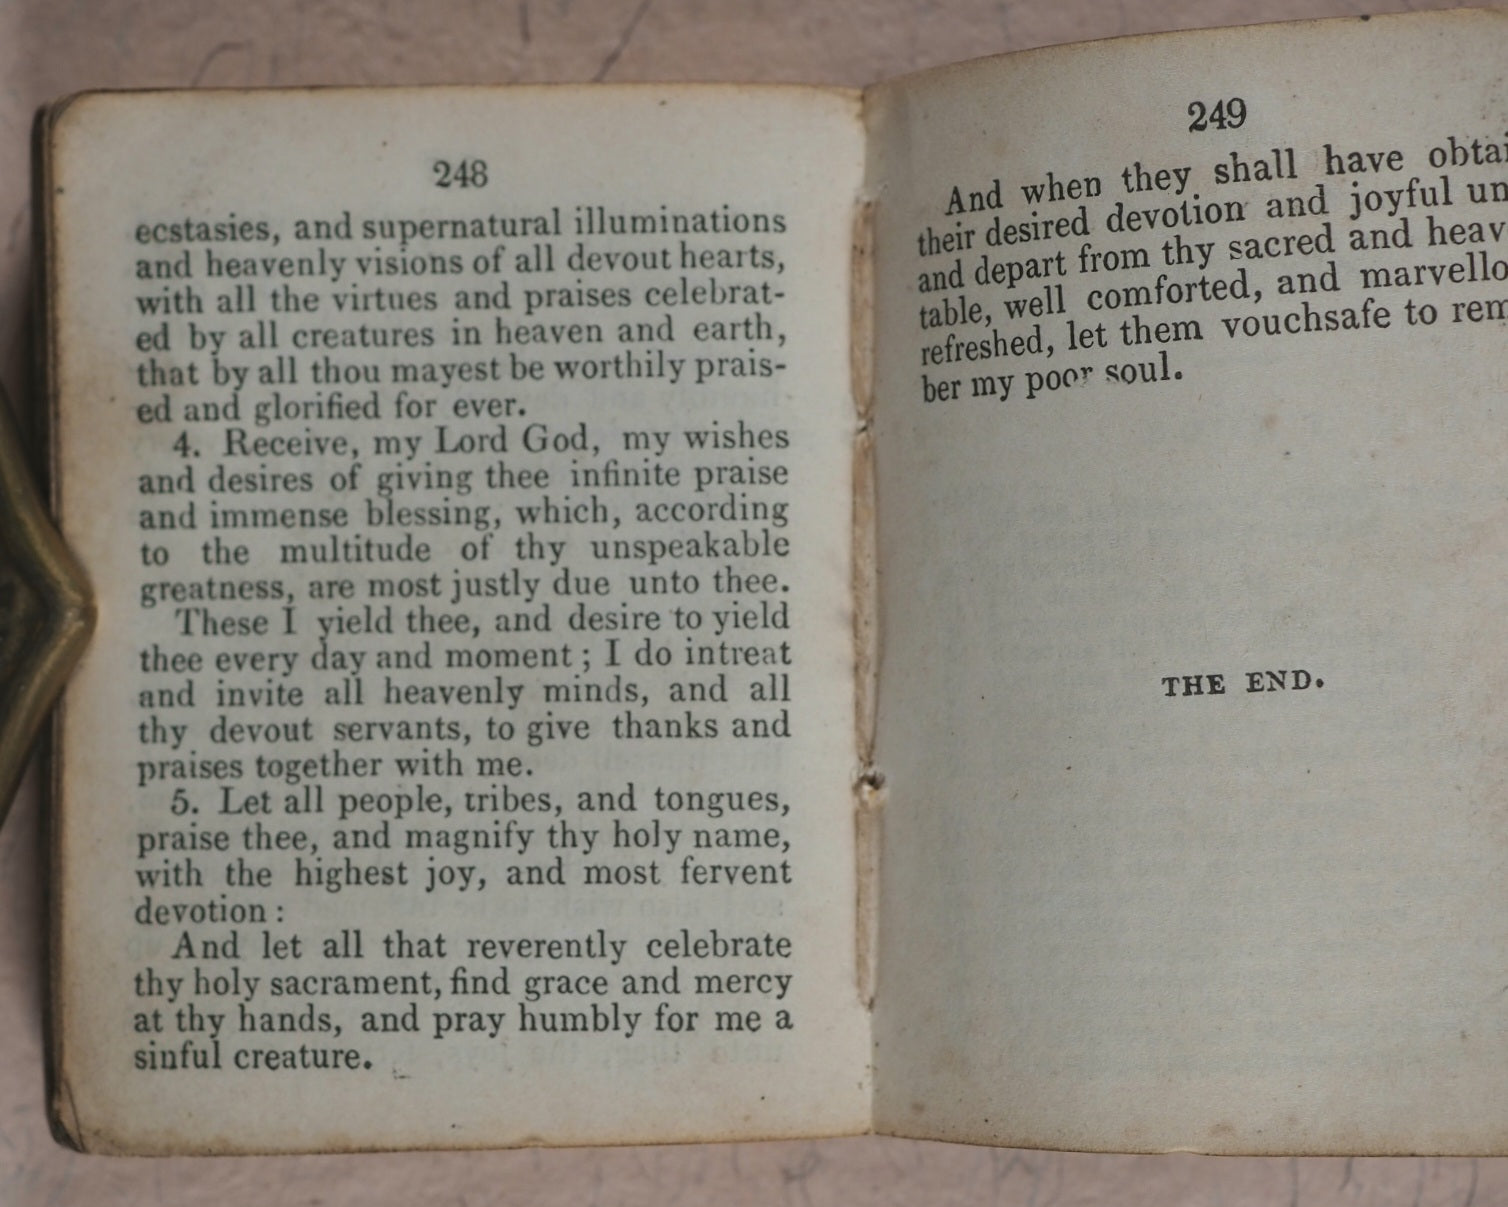 248
ecstasies, and supernatural illuminations
and heavenly visions of all devout hearts,
with all the virtues and praises celebrat-
ed by all creatures in heaven and earth,
that by all thou mayest be worthily prais-
ed and glorified for ever.
4. Receive, my Lord God, my wishes
and desires of giving thee infinite praise
and immense blessing, which, according
to the multitude of thy unspeakable
greatness, are most justly due unto thee.
These I yield thee, and desire to yield
thee every day and moment; I do intreat
and invite all heavenly minds, and all
thy devout servants, to give thanks and
praises together with me.
5. Let all people, tribes, and tongues,
praise thee, and magnify thy holy name,
with the highest joy, and most fervent
devotion:
And let all that reverently celebrate
thy holy sacrament, find grace and mercy
at thy hands, and pray humbly for me a
sinful creature.
249
And when they shall have
their desired devotion and joyful
and depart from thy sacred and
table, well comforted, and
refreshed, let them vouchsafe to
ber my poor soul.
THE END.